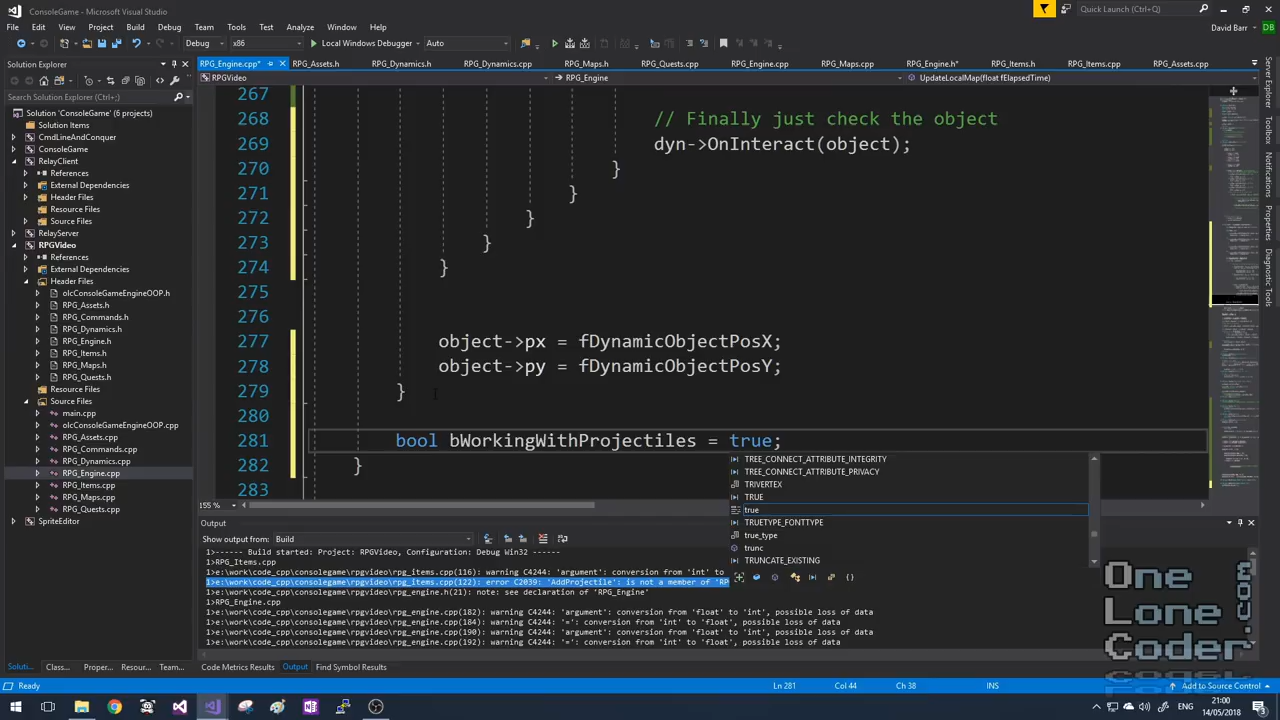 ConsoleGame - Microsoft Visual Studio
Quick Launch (Ctrl+Q)
File Edit View Project Build Debug Team Tools Test Analyze Window Help
David Barr DB
Debug x86 Local Windows Debugger Auto
Solution Explorer
RPG_Engine.cpp* RPG_Assets.h RPG_Dynamics.h RPG_Dynamics.cpp RPG_Maps.h RPG_Quests.cpp RPG_Engine.cpp RPG_Maps.cpp RPG_Engine.h* RPG_Items.h RPG_Items.cpp RPG_Assets.cpp
RPGVideo RPG_Engine UpdateLocalMap(float fElapsedTime)
Search Solution Explorer (Ctrl+;)
Solution 'ConsoleGame' (6 projects)
Solution Items
CmdLineAndConquer
ConsoleGame
RelayClient
References
External Dependencies
Header Files
Resource Files
Source Files
RelayServer
RPGVideo
References
External Dependencies
Header Files
olcConsoleGameEngineOOP.h
RPG_Assets.h
RPG_Commands.h
RPG_Dynamics.h
RPG_Engine.h
RPG_Items.h
RPG_Maps.h
RPG_Quests.h
Resource Files
Source Files
main.cpp
olcConsoleGameEngineOOP.cpp
RPG_Assets.cpp
RPG_Commands.cpp
RPG_Dynamics.cpp
RPG_Engine.cpp
RPG_Items.cpp
RPG_Maps.cpp
RPG_Quests.cpp
SpriteEditor
267
268 // Finally just check the object
269 dyn->OnInteract(object);
270 }
271 }
272 }
273 }
274 }
275
276
277 object->px = fDynamicObjectPosX;
278 object->py = fDynamicObjectPosY;
279 }
280
281 bool bWorkingWithProjectiles = true;
282 }
283
TREE_CONNECT_ATTRIBUTE_INTEGRITY
TREE_CONNECT_ATTRIBUTE_PRIVACY
TRIVERTEX
TRUE
true
TRUETYPE_FONTTYPE
true_type
trunc
TRUNCATE_EXISTING
155 %
Output
Show output from: Build
1>------ Build started: Project: RPGVideo, Configuration: Debug Win32
1>RPG_Items.cpp
1>e:\work\code_cpp\consolegame\rpgvideo\rpg_items.cpp(116): warning C4244: 'argument': conversion from 'int' to
1>e:\work\code_cpp\consolegame\rpgvideo\rpg_items.cpp(122): error C2039: 'AddProjectile': is not a member of 'RP
1>e:\work\code_cpp\consolegame\rpgvideo\rpg_engine.h(21): note: see declaration of 'RPG_Engine'
1>RPG_Engine.cpp
1>e:\work\code_cpp\consolegame\rpgvideo\rpg_engine.cpp(182): warning C4244: 'argument': conversion from 'float' to 'int', possible loss of data
1>e:\work\code_cpp\consolegame\rpgvideo\rpg_engine.cpp(184): warning C4244: '=': conversion from 'int' to 'float', possible loss of data
1>e:\work\code_cpp\consolegame\rpgvideo\rpg_engine.cpp(190): warning C4244: 'argument': conversion from 'float' to 'int', possible loss of data
1>e:\work\code_cpp\consolegame\rpgvideo\rpg_engine.cpp(192): warning C4244: '=': conversion from 'int' to 'float', possible loss of data
Soluti... Class... Proper... Resour... Team...
Code Metrics Results Output Find Symbol Results
Server Explorer
Notifications
Properties
Diagnostic Tools
One
Lone
Coder
.com
Ready Ln 281 Col 44 Ch 38 INS Add to Source Control
ENG 21:00
14/05/2018
3